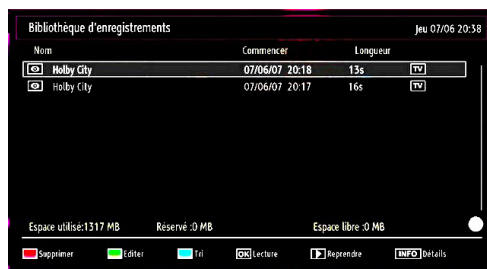 Bibliothèque d'enregistrements Jeu 07/06 20:38
Nom Commencer Longueur
Holby City 07/06/07 20:18 13s TV
Holby City 07/06/07 20:17 16s TV
Espace utilisé:1317 MB Réservé :0 MB Espace libre :0 MB
Supprimer Editer Tri OK Lecture Reprendre INFO Détails